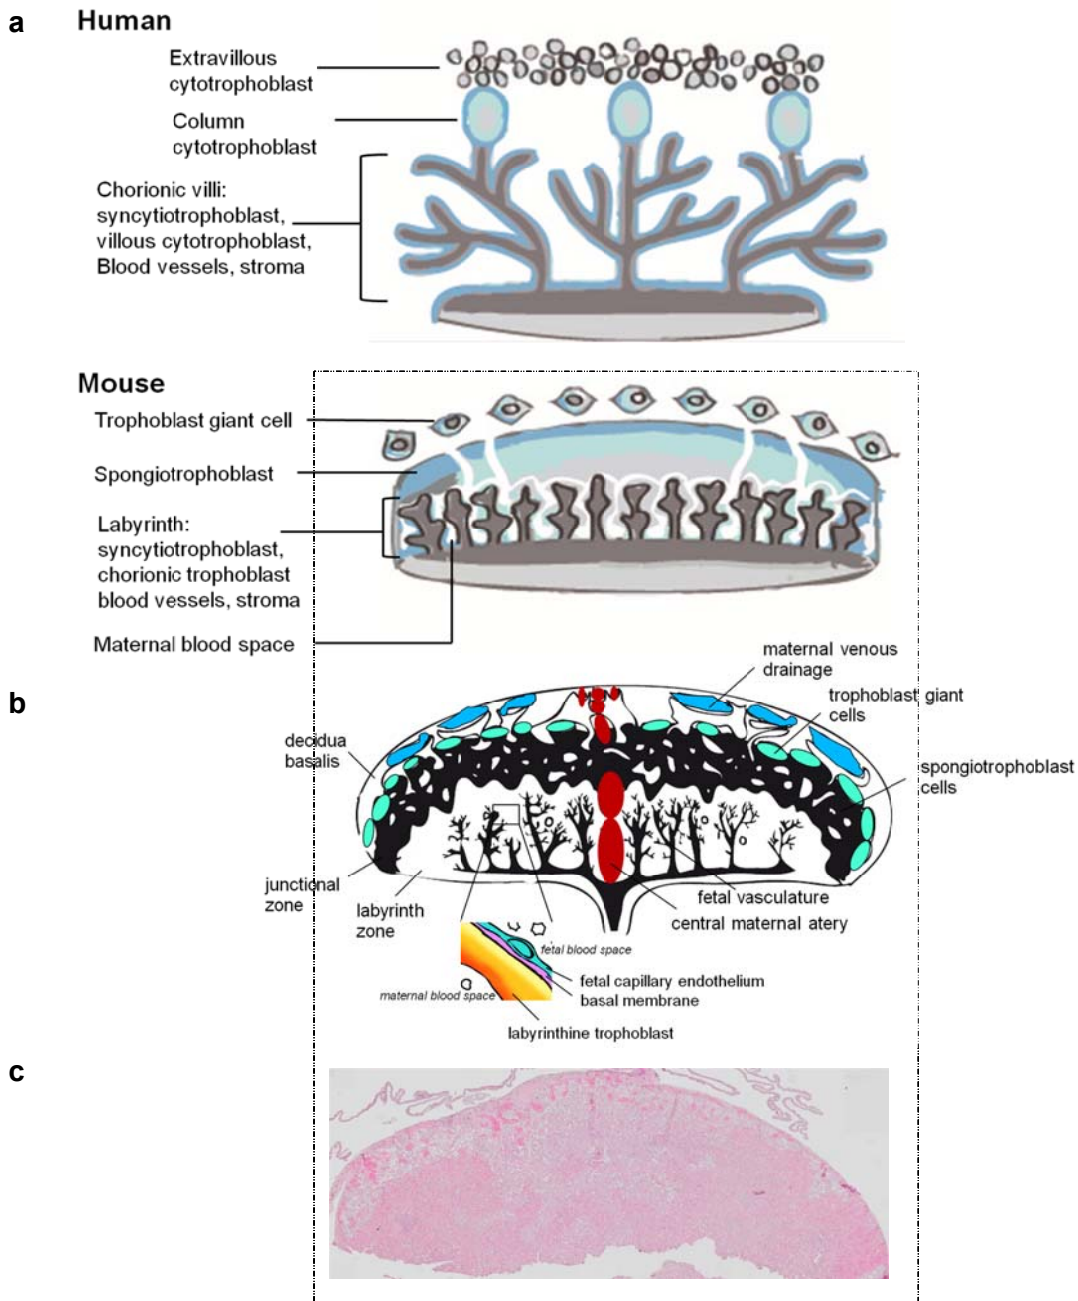 a
Human
Extravillous
cytotrophoblast
Column
cytotrophoblast
Chorionic villi:
syncytiotrophoblast,
villous cytotrophoblast,
Blood vessels, stroma
Mouse
Trophoblast giant cell
Spongiotrophoblast
Labyrinth:
syncytiotrophoblast,
chorionic trophoblast
blood vessels, stroma
Maternal blood space
b
maternal venous
drainage
trophoblast giant
cells
decidua
basalis
spongiotrophoblast
cells
junctional
zone
labyrinth
zone
fetal vasculature
central maternal atery
fetal blood space
fetal capillary endothelium
basal membrane
maternal blood space
labyrinthine trophoblast
c